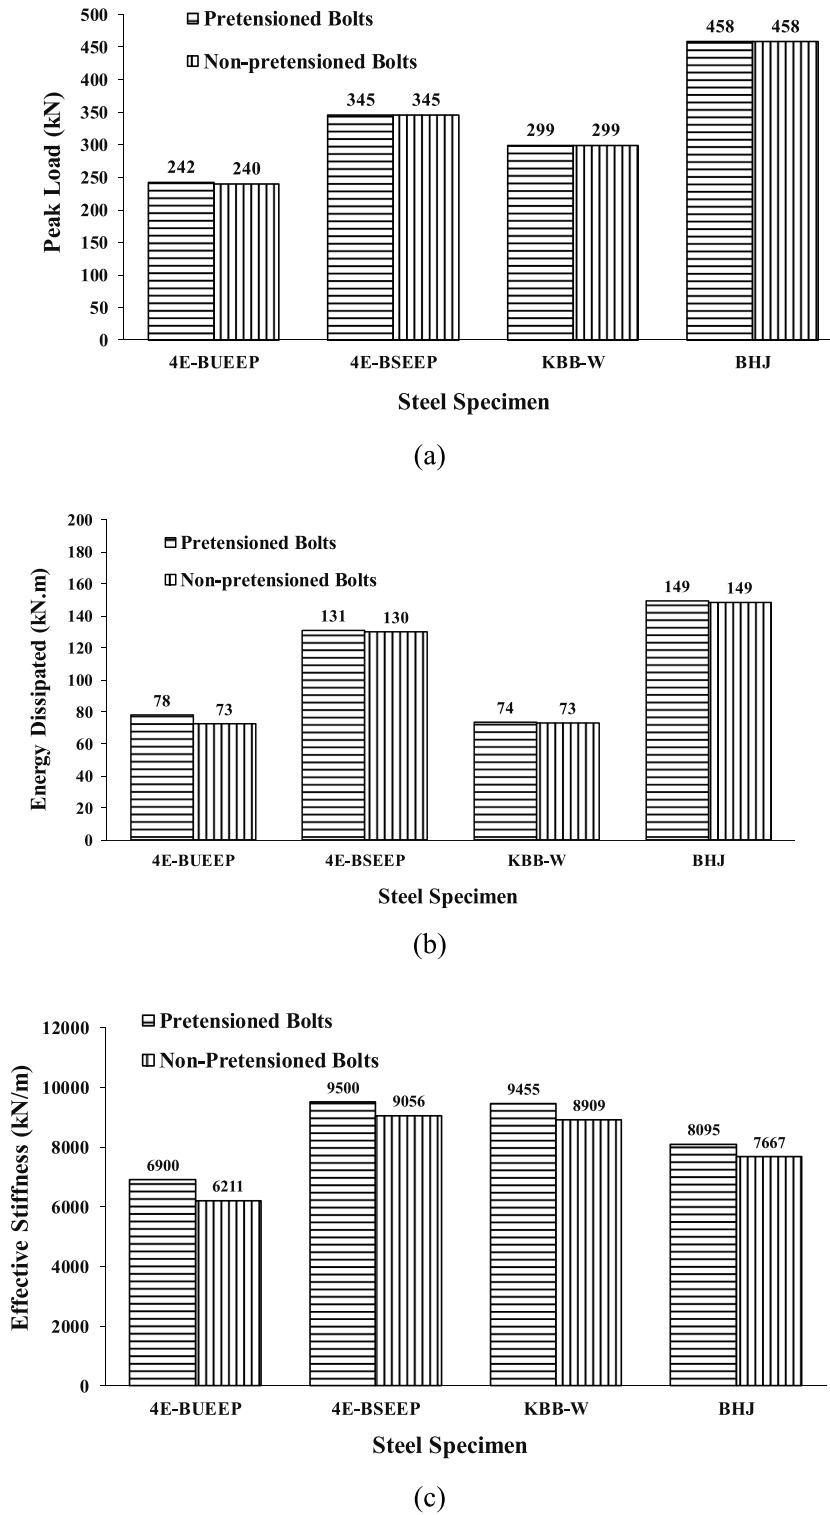 500
450
400
350
300
250
200
150
100
50
0
Peak Load (kN)
Pretensioned Bolts
Non-pretensioned Bolts
242 240 345 345 299 299 458 458
4E-BUEEP 4E-BSEEP KBB-W BHJ
Steel Specimen
(a)
200
180
160
140
120
100
80
60
40
20
0
Energy Dissipated (kN.m)
Pretensioned Bolts
Non-pretensioned Bolts
78 73 131 130 74 73 149 149
4E-BUEEP 4E-BSEEP KBB-W BHJ
Steel Specimen
(b)
12000
10000
8000
6000
4000
2000
0
Effective Stiffness (kN/m)
Pretensioned Bolts
Non-Pretensioned Bolts
6900 6211 9500 9056 9455 8909 8095 7667
4E-BUEEP 4E-BSEEP KBB-W BHJ
Steel Specimen
(c)